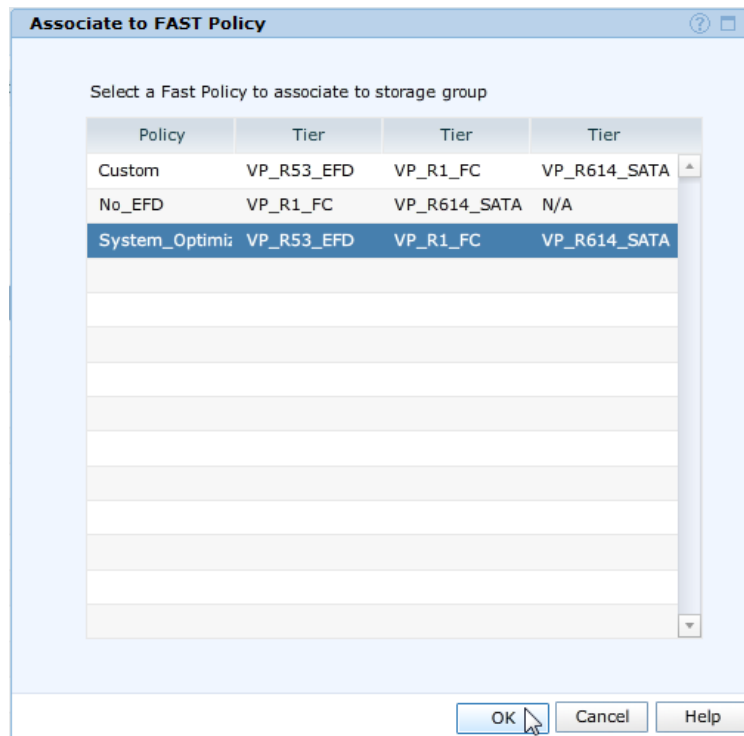 Associate to FAST Policy
Select a Fast Policy to associate to storage group
Policy Tier Tier Tier
Custom VP_R53_EFD VP_R1_FC VP_R614_SATA
No_EFD VP_R1_FC VP_R614_SATA N/A
System_Optimiz VP_R53_EFD VP_R1_FC VP_R614_SATA
OK Cancel Help